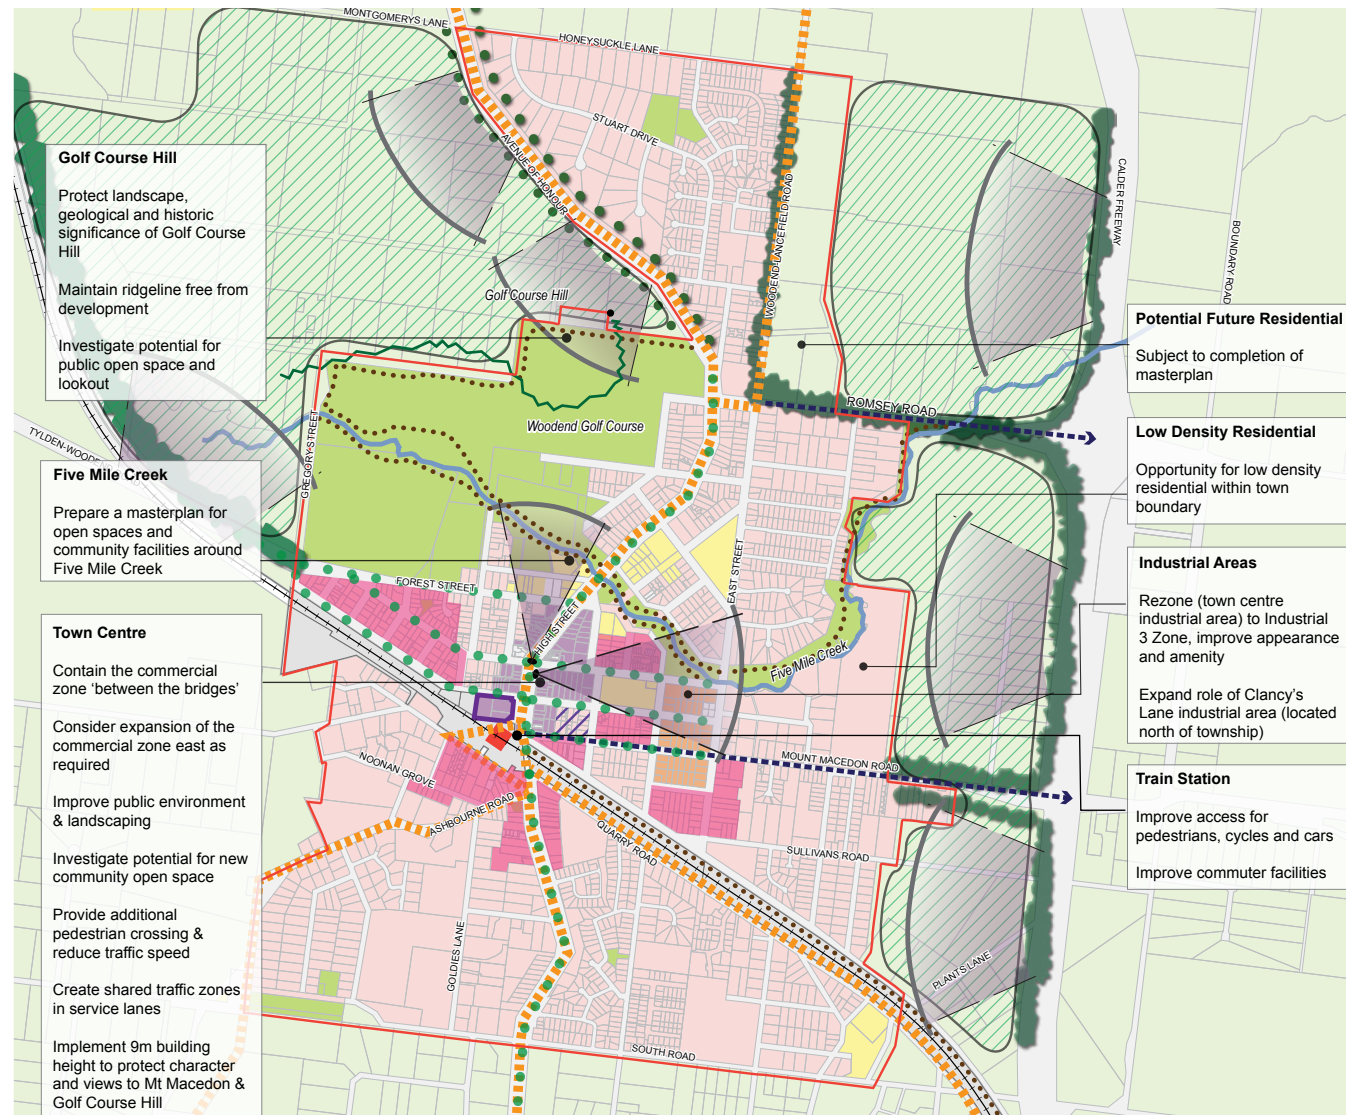 MONTGOMERYS LANE
HONEYSUCKLE LANE
STUART DRIVE
AVENUE OF HONOUR
WOODEND-LANCEFIELD ROAD
CALDER FREEWAY
BOUNDARY ROAD
Golf Course Hill
Protect landscape,
geological and historic
significance of Golf Course
Hill
Maintain ridgeline free from
development
Investigate potential for
public open space and
lookout
Golf Course Hill
Potential Future Residential
Subject to completion of
masterplan
ROMSEY ROAD
Woodend Golf Course
GREGORY STREET
Low Density Residential
Opportunity for low density
residential within town
boundary
Five Mile Creek
Prepare a masterplan for
open spaces and
community facilities around
Five Mile Creek
FOREST STREET
HIGH STREET
EAST STREET
Five Mile Creek
Industrial Areas
Rezone (town centre
industrial area) to Industrial
3 Zone, improve appearance
and amenity
Expand role of Clancy's
Lane industrial area (located
north of township)
Town Centre
Contain the commercial
zone ‘between the bridges’
Consider expansion of the
commercial zone east as
required
Improve public environment
& landscaping
Investigate potential for new
community open space
Provide additional
pedestrian crossing &
reduce traffic speed
Create shared traffic zones
in service lanes
Implement 9m building
height to protect character
and views to Mt Macedon &
Golf Course Hill
NOONAN GROVE
ASHBOURNE ROAD
QUARRY ROAD
MOUNT MACEDON ROAD
SULLIVANS ROAD
GOLDIES LANE
PLANTS LANE
SOUTH ROAD
Train Station
Improve access for
pedestrians, cycles and cars
Improve commuter facilities